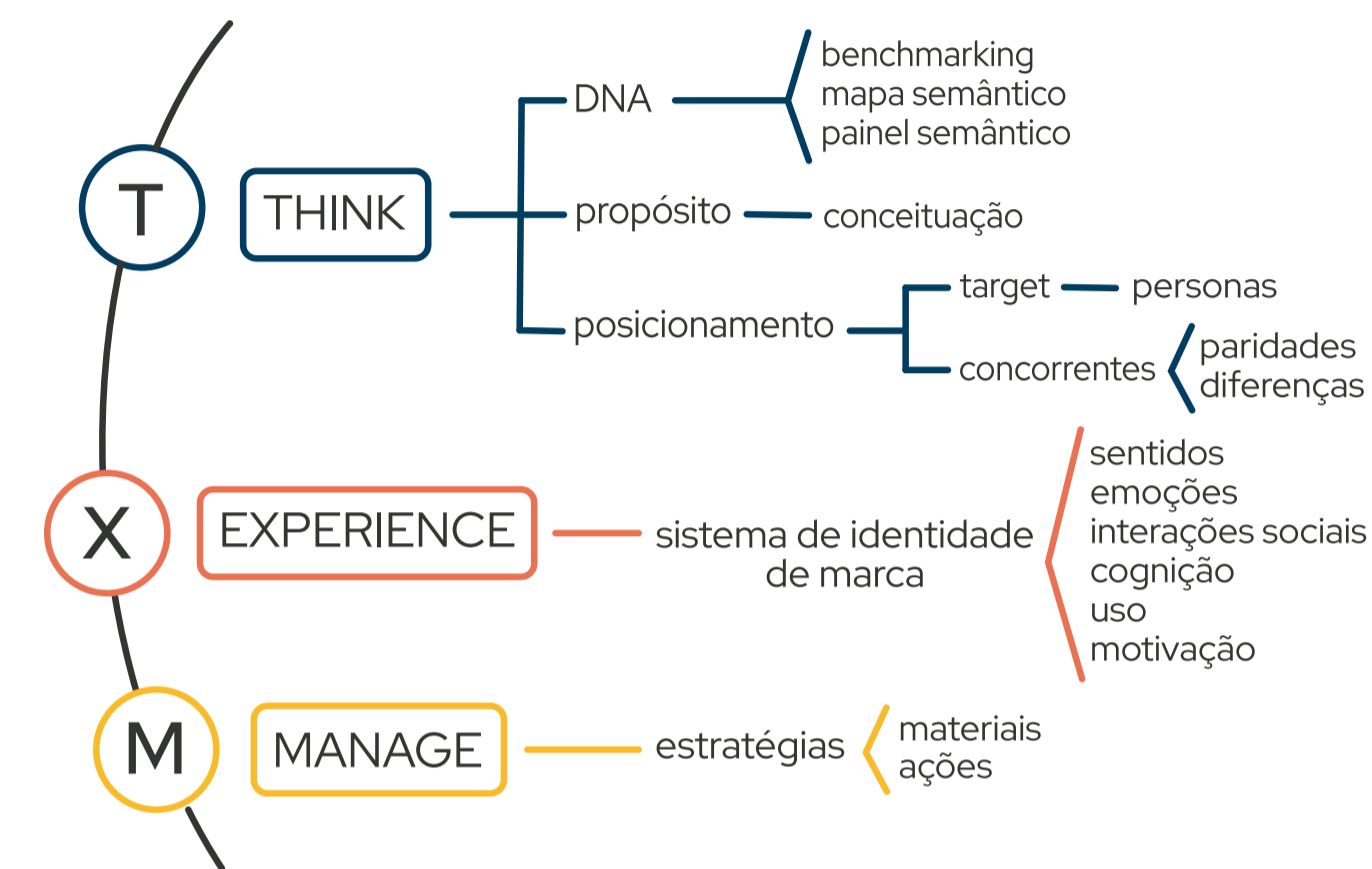 T
THINK
DNA
benchmarking
mapa semântico
painel semântico
propósito
conceituação
posicionamento
target
personas
concorrentes
paridades
diferenças
X
EXPERIENCE
sistema de identidade
de marca
sentidos
emoções
interações sociais
cognição
uso
motivação
M
MANAGE
estratégias
materiais
ações